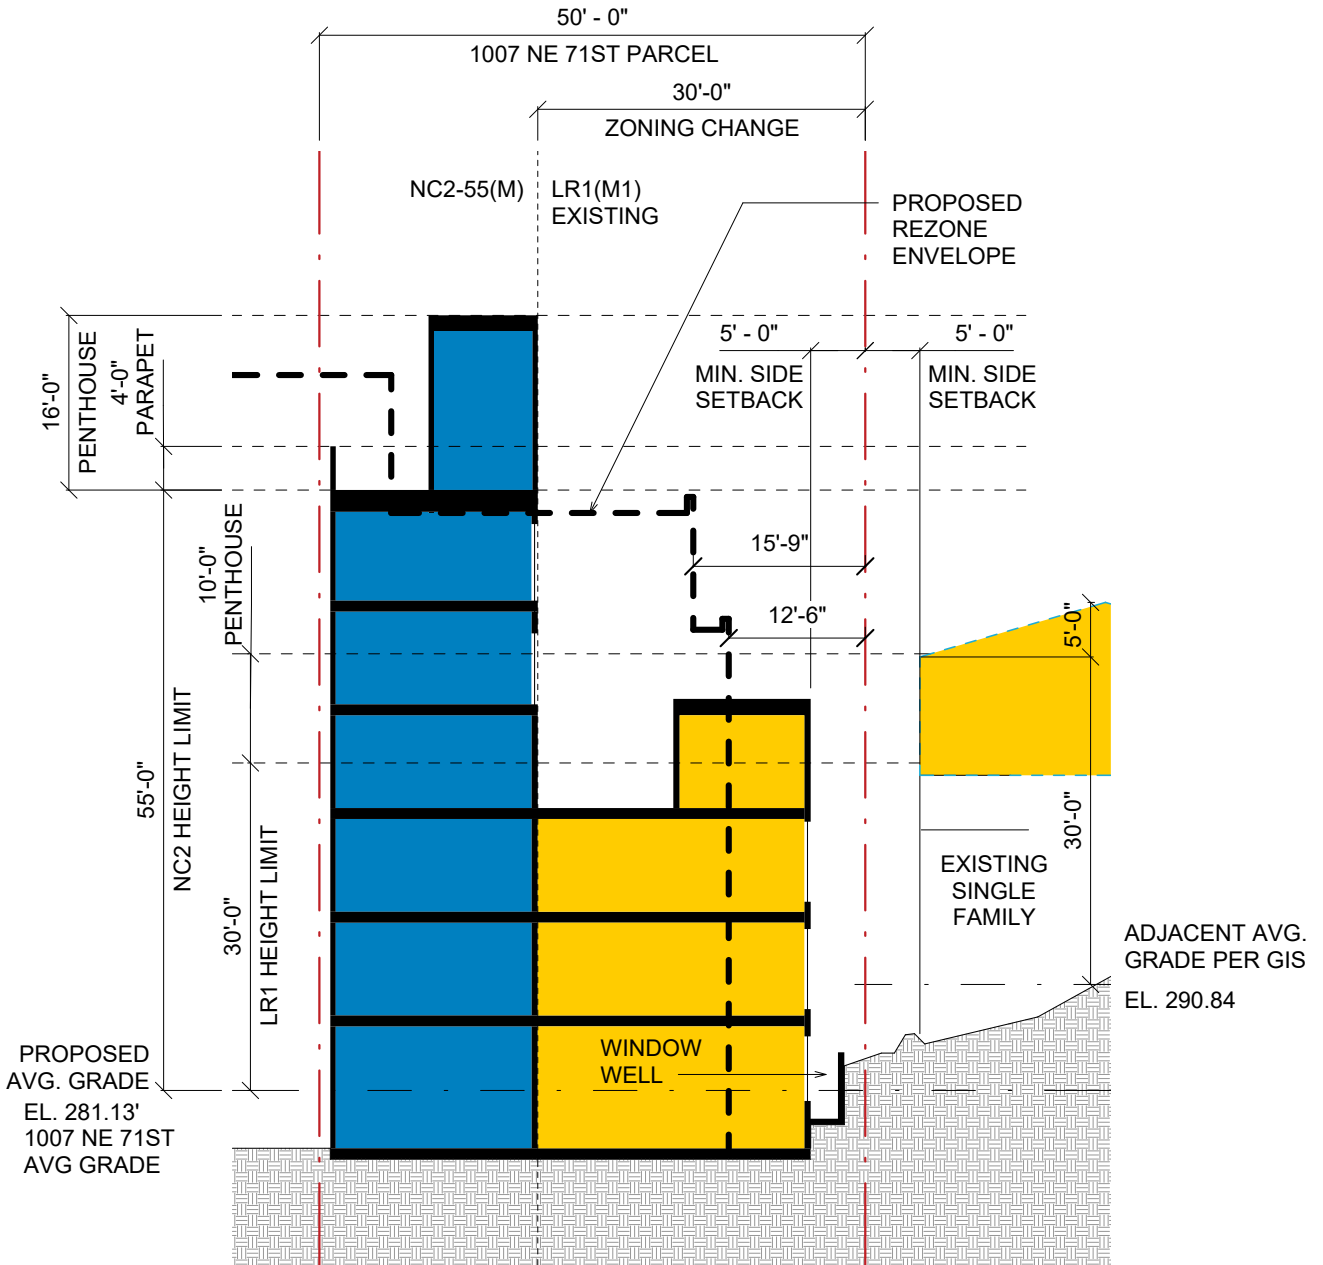 50' - 0"
1007 NE 71ST PARCEL
30'-0"
ZONING CHANGE
NC2-55(M)
LR1(M1)
EXISTING
PROPOSED
REZONE
ENVELOPE
5' - 0"
MIN. SIDE
SETBACK
5' - 0"
MIN. SIDE
SETBACK
16'-0"
PENTHOUSE
4'-0"
PARAPET
10'-0"
PENTHOUSE
15'-9"
12'-6"
5'-0"
55'-0"
NC2 HEIGHT LIMIT
30'-0"
LR1 HEIGHT LIMIT
30'-0"
EXISTING
SINGLE
FAMILY
ADJACENT AVG.
GRADE PER GIS
EL. 290.84
WINDOW
WELL
PROPOSED
AVG. GRADE
EL. 281.13'
1007 NE 71ST
AVG GRADE